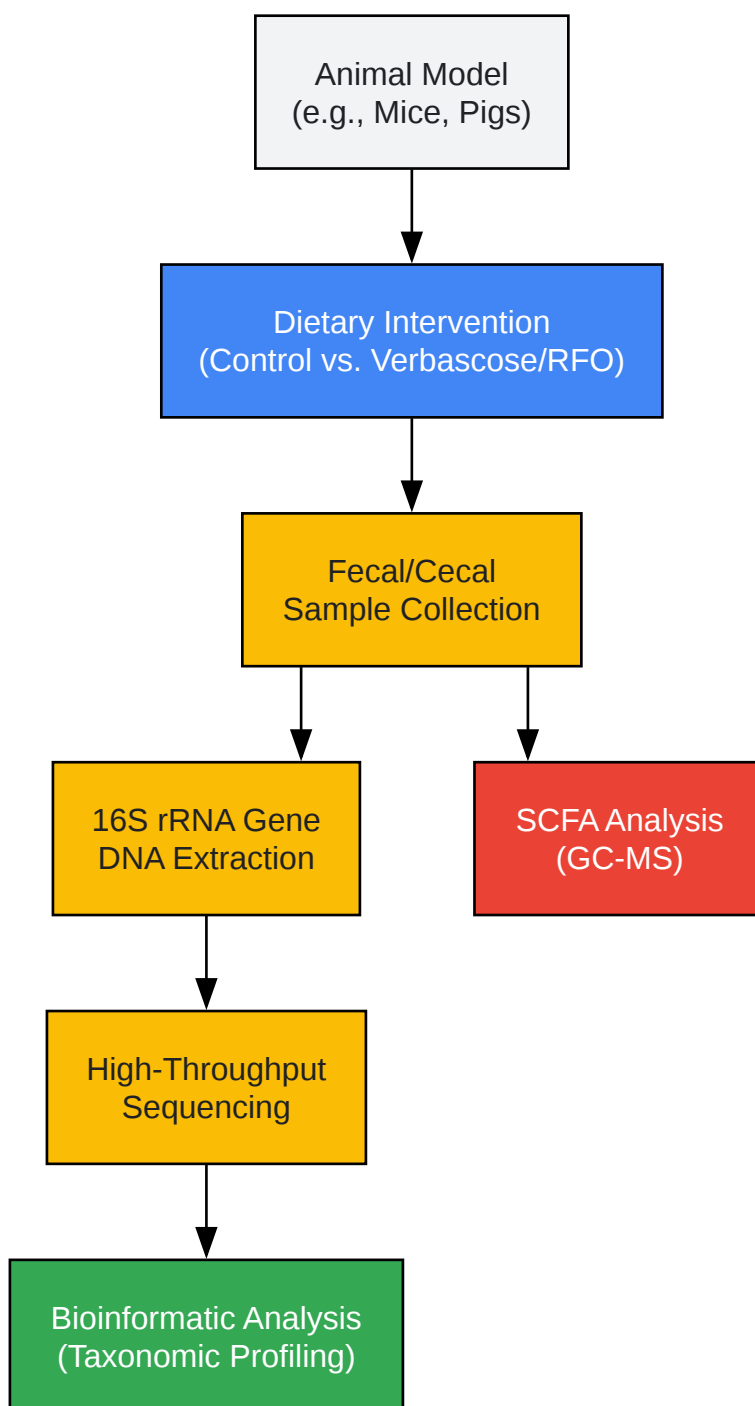 Animal Model
(e.g., Mice, Pigs)
Dietary Intervention
(Control vs. Verbascose/RFO)
Fecal/Cecal
Sample Collection
16S rRNA Gene
DNA Extraction
SCFA Analysis
(GC-MS)
High-Throughput
Sequencing
Bioinformatic Analysis
(Taxonomic Profiling)